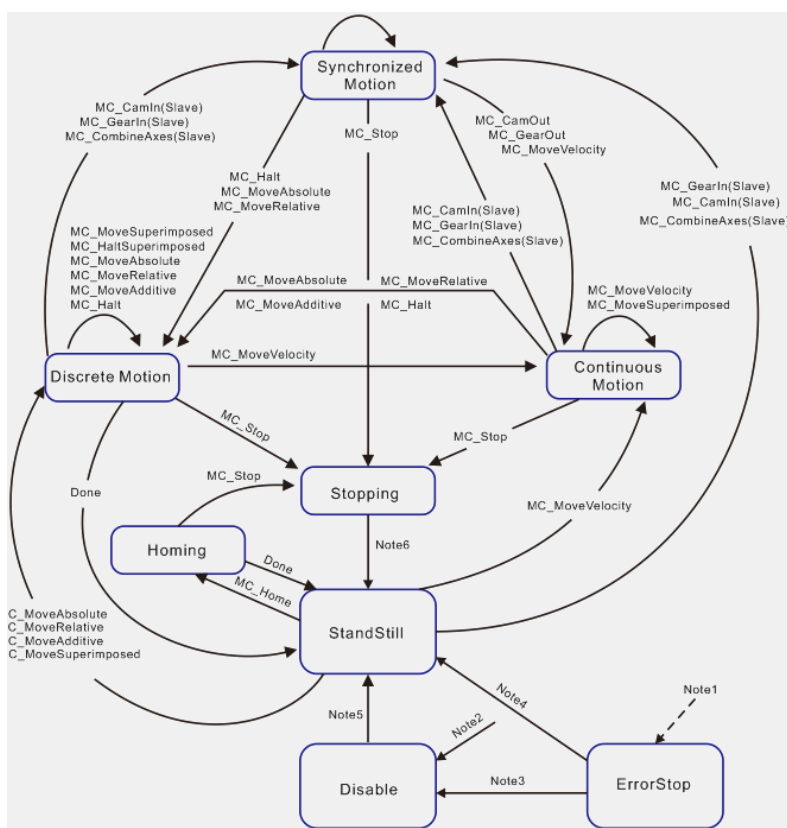 Synchronized
Motion
MC_CamIn(Slave)
MC_GearIn(Slave)
MC_CombineAxes(Slave)
MC_Stop
MC_CamOut
MC_GearOut
MC_MoveVelocity
MC_Halt
MC_MoveAbsolute
MC_MoveRelative
MC_GearIn(Slave)
MC_CamIn(Slave)
MC_CombineAxes(Slave)
MC_CamIn(Slave)
MC_GearIn(Slave)
MC_CombineAxes(Slave)
MC_MoveSuperimposed
MC_HaltSuperimposed
MC_MoveAbsolute
MC_MoveRelative
MC_MoveAdditive
MC_Halt
MC_MoveAbsolute
MC_MoveRelative
MC_MoveAdditive
MC_Halt
MC_MoveVelocity
MC_MoveSuperimposed
Discrete Motion
MC_MoveVelocity
Continuous
Motion
MC_Stop
MC_Stop
MC_Stop
Done
Stopping
MC_MoveVelocity
Homing
Note6
Done
MC_Home
C_MoveAbsolute
C_MoveRelative
C_MoveAdditive
C_MoveSuperimposed
StandStill
Note5
Note4
Note1
Note2
Disable
Note3
ErrorStop